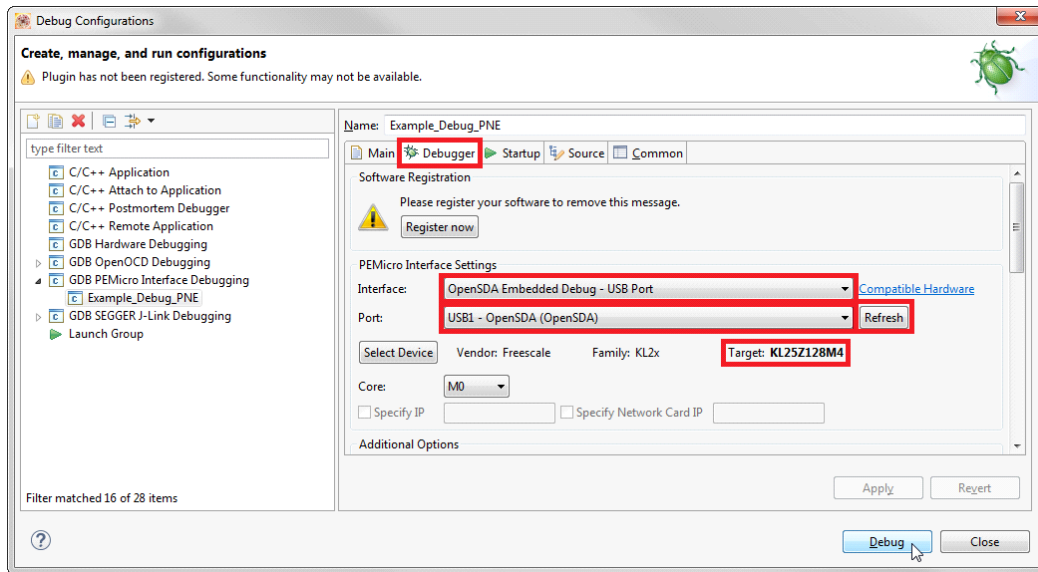 Debug Configurations
Create, manage, and run configurations
Plugin has not been registered. Some functionality may not be available.
type filter text
C/C++ Application
C/C++ Attach to Application
C/C++ Postmortem Debugger
C/C++ Remote Application
GDB Hardware Debugging
GDB OpenOCD Debugging
GDB PEMicro Interface Debugging
Example_Debug_PNE
GDB SEGGER J-Link Debugging
Launch Group
Filter matched 16 of 28 items
Name: Example_Debug_PNE
Main Debugger Startup Source Common
Software Registration
Please register your software to remove this message.
Register now
PEMicro Interface Settings
Interface: OpenSDA Embedded Debug - USB Port Compatible Hardware
Port: USB1 - OpenSDA (OpenSDA) Refresh
Select Device Vendor: Freescale Family: KL2x Target: KL25Z128M4
Core: M0
Specify IP Specify Network Card IP
Additional Options
Apply Revert
Debug Close